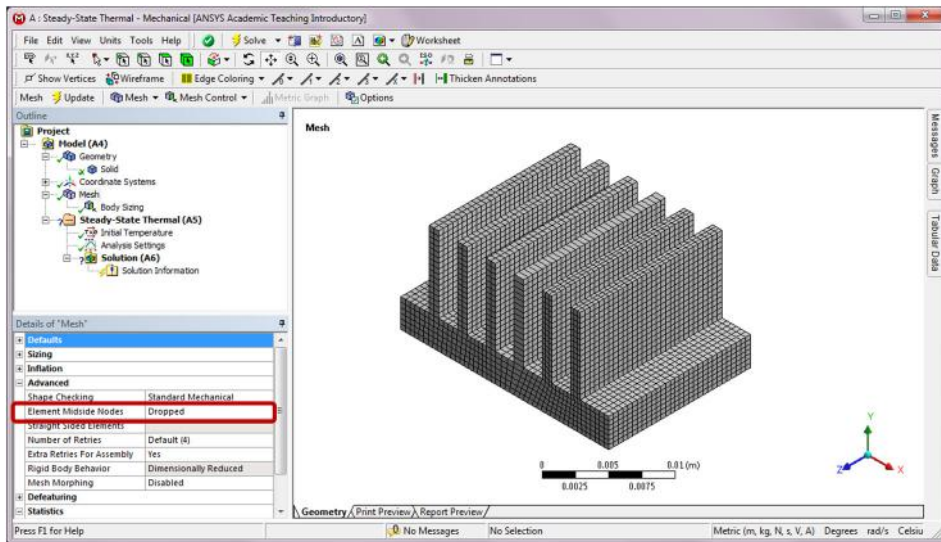 A : Steady-State Thermal - Mechanical [ANSYS Academic Teaching Introductory]
File Edit View Units Tools Help Solve Worksheet
Show Vertices Wireframe Edge Coloring Thicken Annotations
Mesh Update Mesh Mesh Control Metric Graph Options
Outline
Project
Model (A4)
Geometry
Solid
Coordinate Systems
Mesh
Body Sizing
Steady-State Thermal (A5)
Initial Temperature
Analysis Settings
Solution (A6)
Solution Information
Details of "Mesh"
Defaults
Sizing
Inflation
Advanced
Shape Checking Standard Mechanical
Element Midside Nodes Dropped
Straight Sided Elements
Number of Retries Default (4)
Extra Retries For Assembly Yes
Rigid Body Behavior Dimensionally Reduced
Mesh Morphing Disabled
Defeaturing
Statistics
Mesh
0 0.005 0.01 (m)
0.0025 0.0075
Y
Z X
Geometry Print Preview Report Preview
Messages
Graph
Tabular Data
Press F1 for Help No Messages No Selection Metric (m, kg, N, s, V, A) Degrees rad/s Celsiu